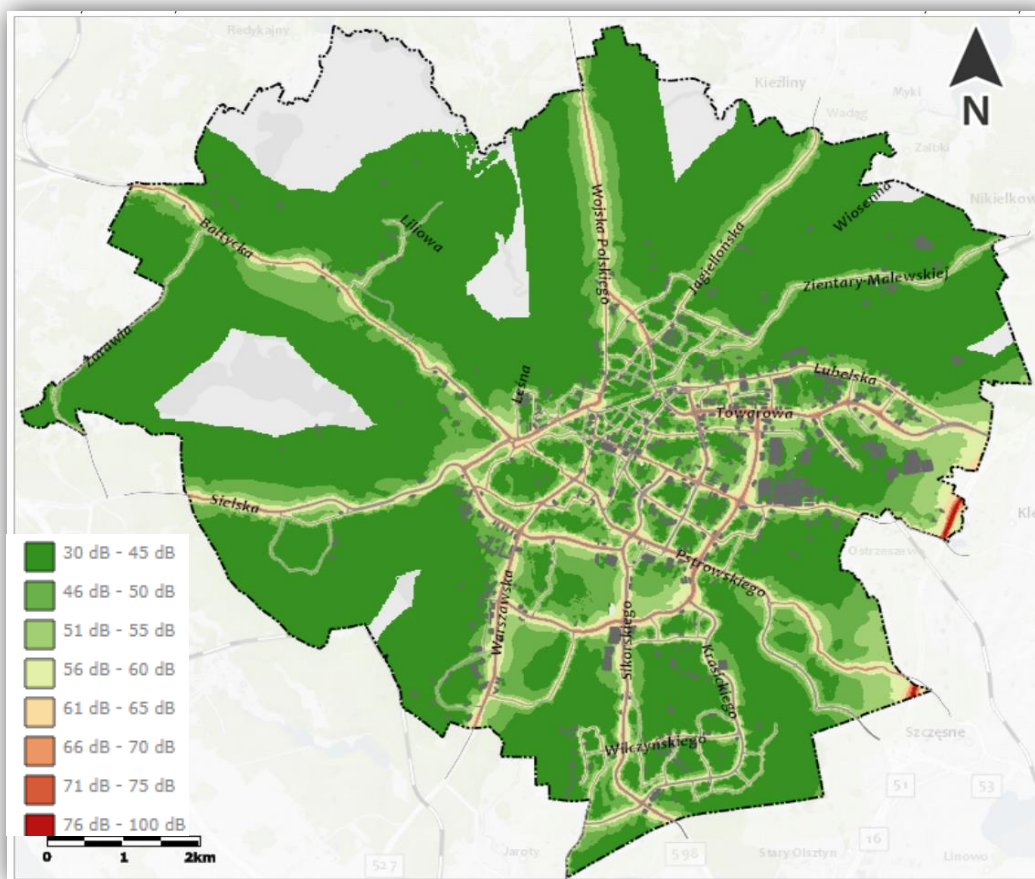 Redykajny
Kieźliny
Myki
N
Wadąg
Zalbki
Wiosenna
Nikielkow
Wojska Polskiego
Jagiellońska
Bałtycka
Liliowa
Zientary-Malewskiej
Żurawia
Leśna
Lubelska
Towarowa
Sielska
Kl
Ostrzeszewo
30 dB - 45 dB
46 dB - 50 dB
51 dB - 55 dB
56 dB - 60 dB
61 dB - 65 dB
66 dB - 70 dB
71 dB - 75 dB
76 dB - 100 dB
Pstrowskiego
Warszawska
Sikorskiego
Krasickiego
Wilczyńskiego
Szczęsne
51
53
16
0 1 2km
527
Jaroty
598
Stary Olsztyn
Linowo